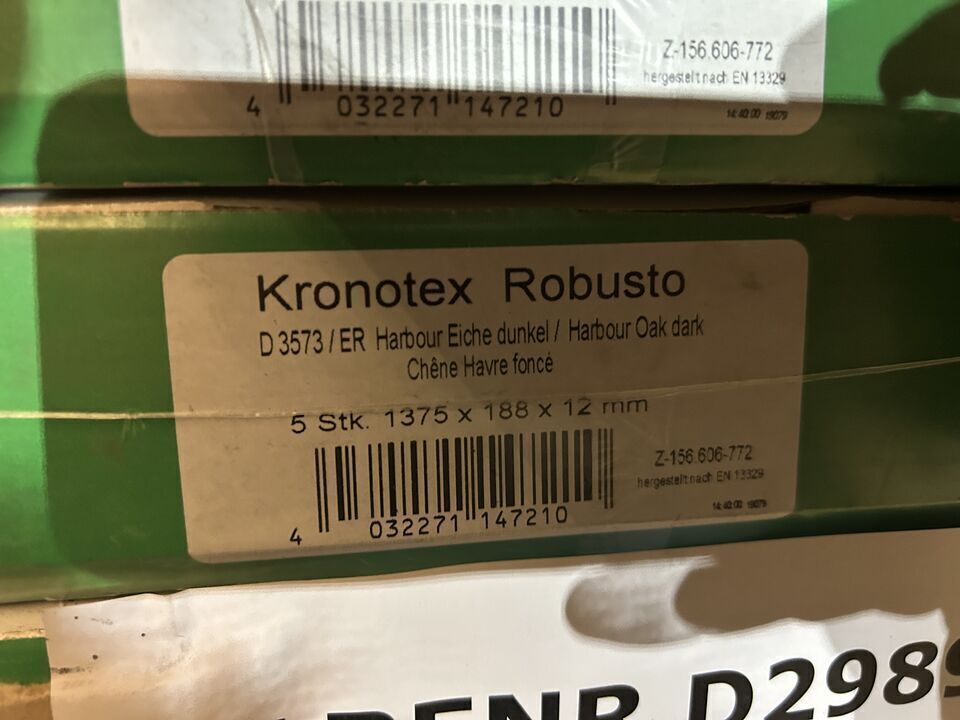 Z-156.606-772
hergestellt nach EN 13329
4 032271 147210
14:40:00 19079
Kronotex Robusto
D 3573 / ER Harbour Eiche dunkel / Harbour Oak dark
Chêne Havre foncé
5 Stk. 1375 x 188 x 12 mm
Z-156.606-772
hergestellt nach EN 13329
4 032271 147210
14:40:00 19079
D2989